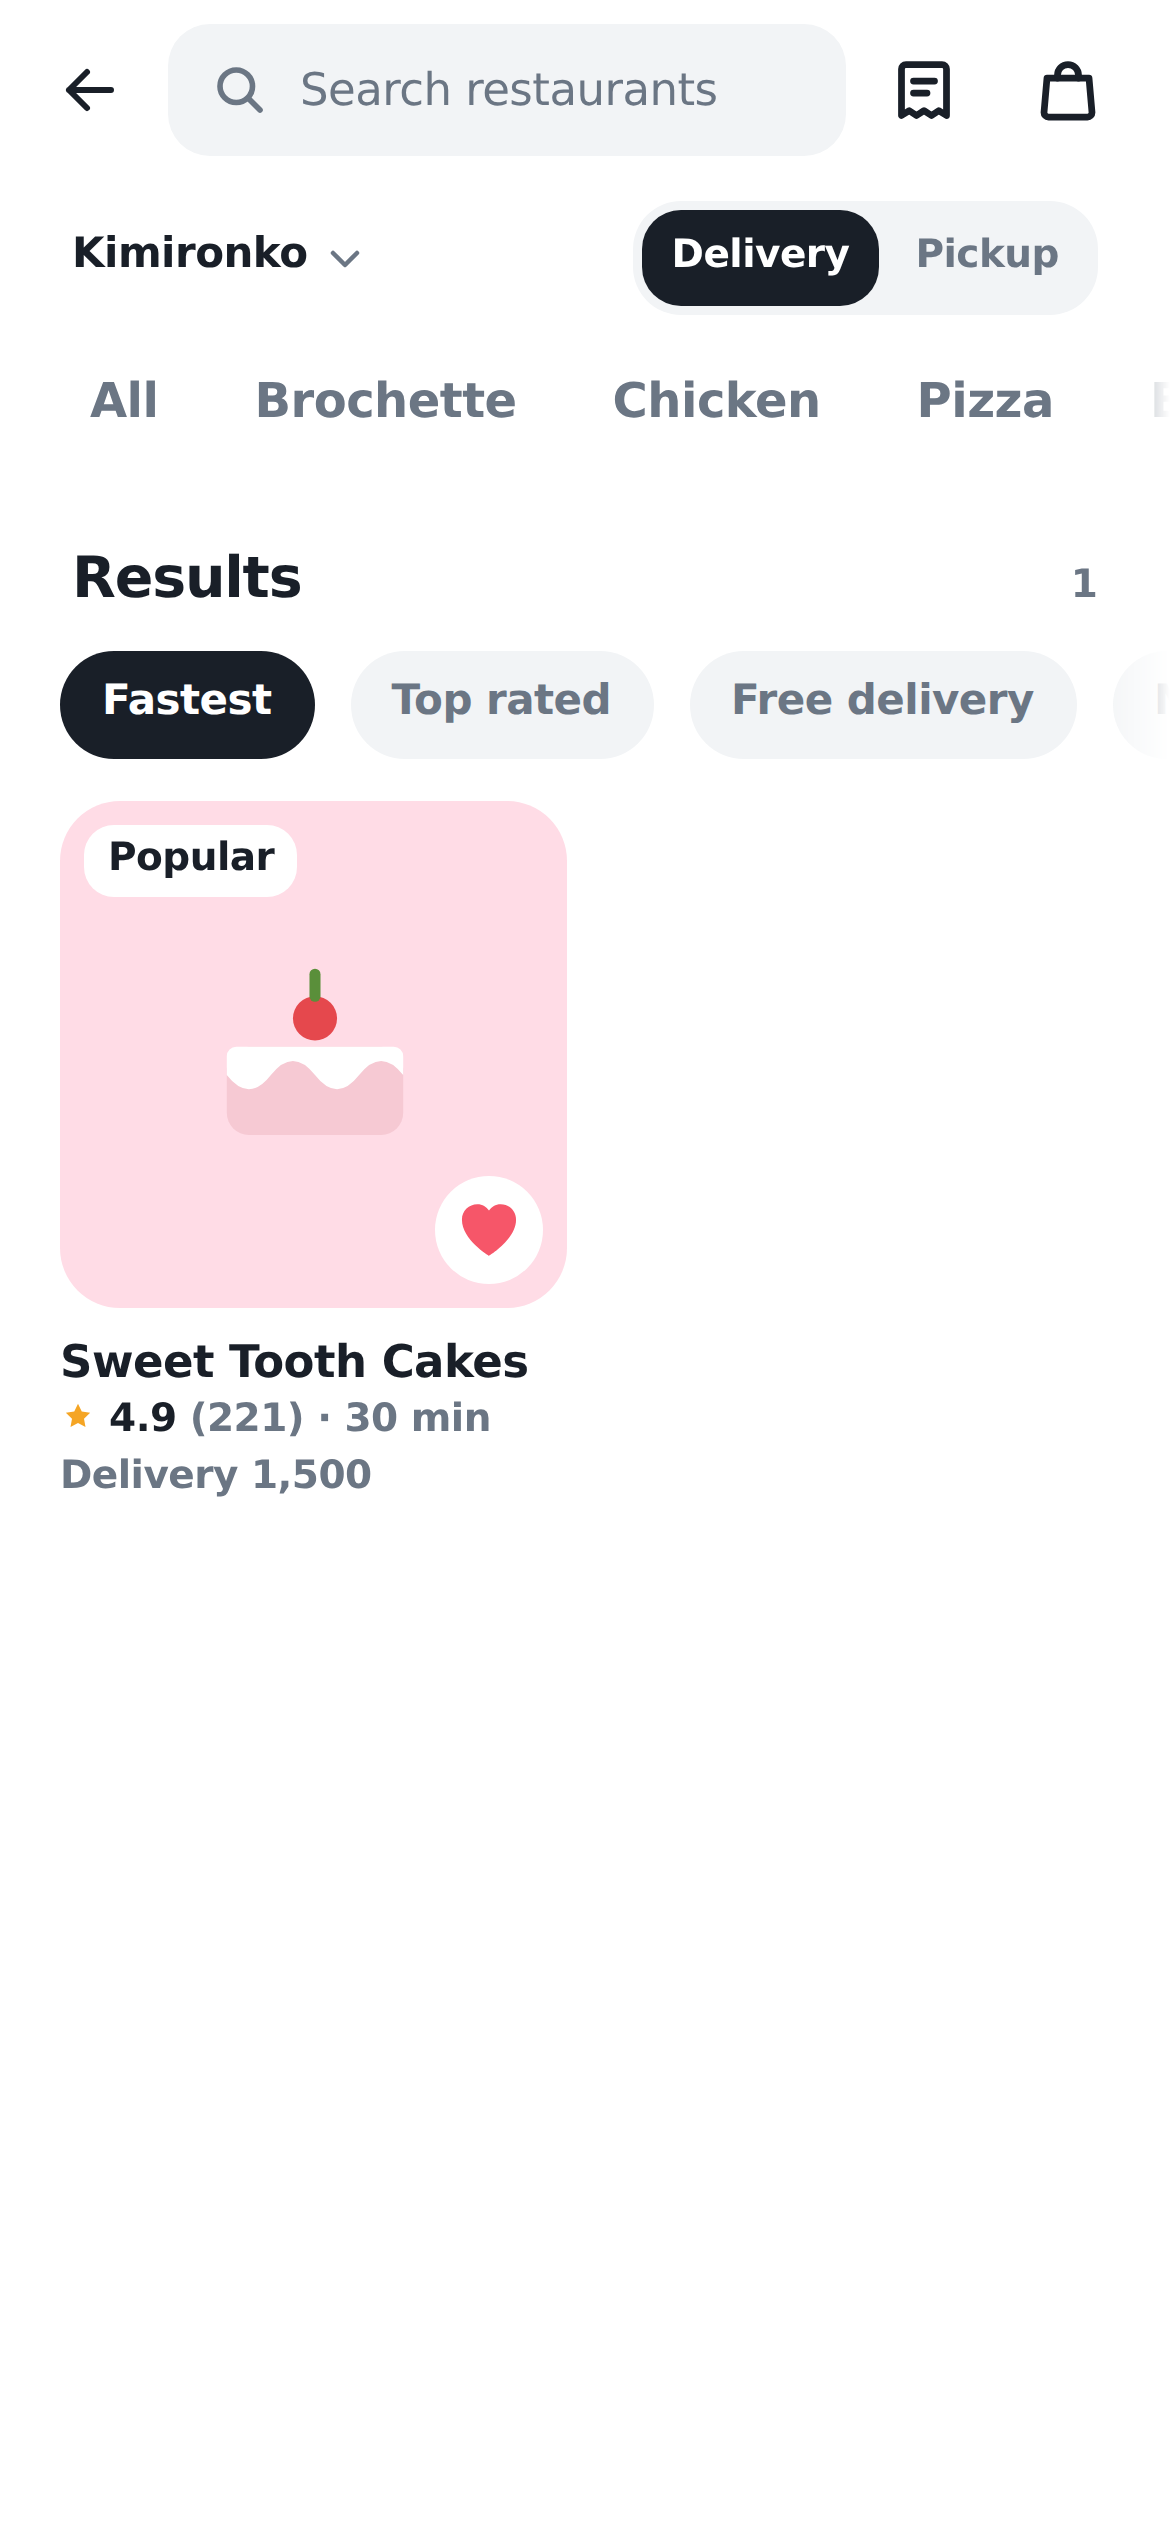 Search restaurants
Kimironko
Delivery Pickup
All Brochette Chicken Pizza
Results 1
Fastest Top rated Free delivery
Popular
Sweet Tooth Cakes
4.9 (221) · 30 min
Delivery 1,500